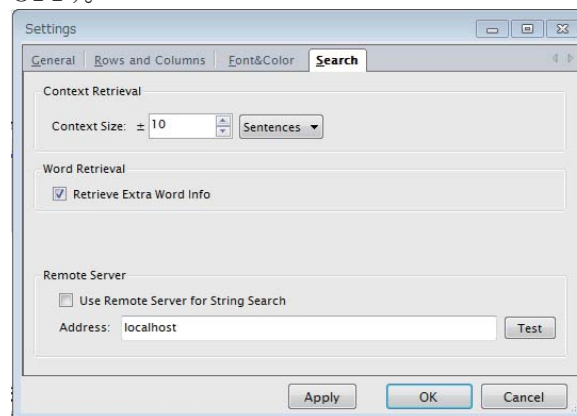 Settings
General Rows and Columns Font&Color Search
Context Retrieval
Context Size: ± 10 Sentences
Word Retrieval
Retrieve Extra Word Info
Remote Server
Use Remote Server for String Search
Address: localhost Test
Apply OK Cancel